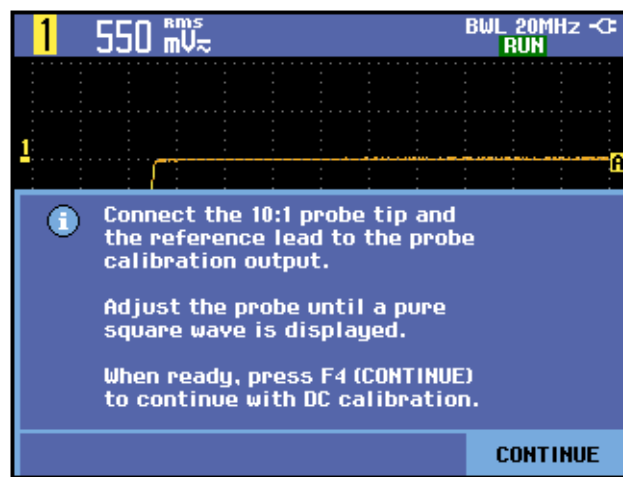 1 550 rms mV≂ BWL 20MHz
RUN
1
A
i Connect the 10:1 probe tip and
the reference lead to the probe
calibration output.
Adjust the probe until a pure
square wave is displayed.
When ready, press F4 (CONTINUE)
to continue with DC calibration.
CONTINUE